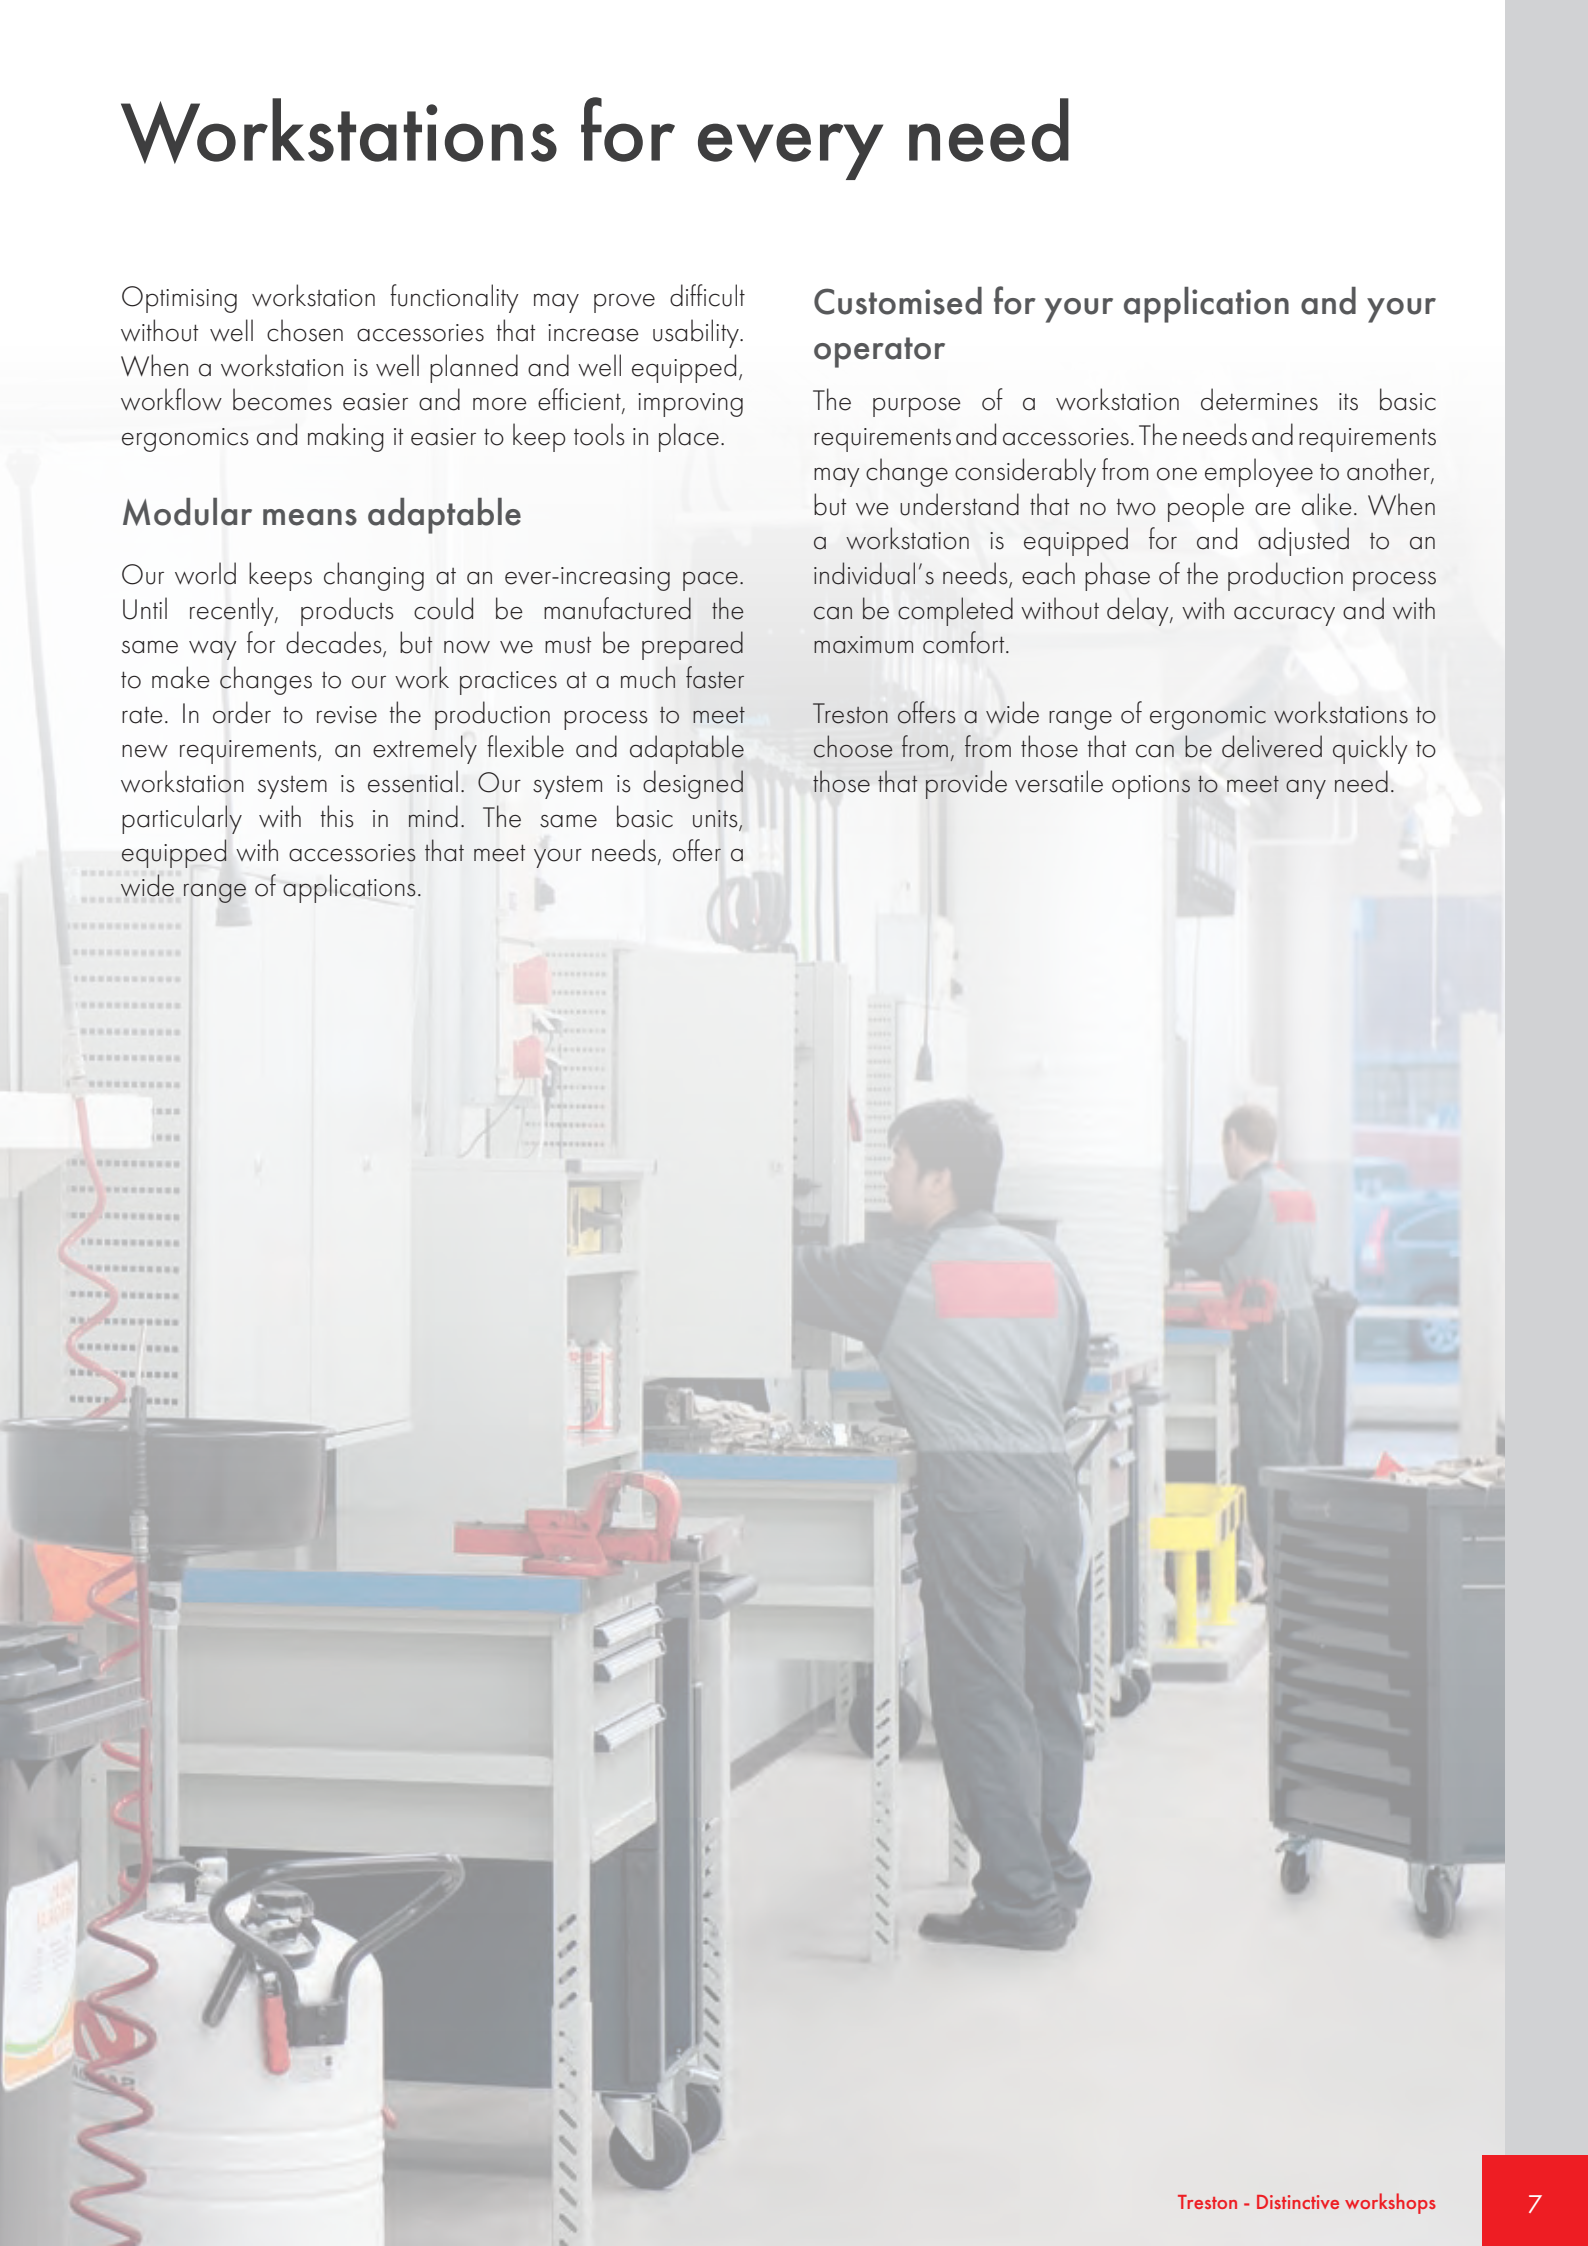 Workstations for every need
Optimising workstation functionality may prove difficult
without well chosen accessories that increase usability.
When a workstation is well planned and well equipped,
workflow becomes easier and more efficient, improving
ergonomics and making it easier to keep tools in place.
Modular means adaptable
Our world keeps changing at an ever-increasing pace.
Until recently, products could be manufactured the
same way for decades, but now we must be prepared
to make changes to our work practices at a much faster
rate. In order to revise the production process to meet
new requirements, an extremely flexible and adaptable
workstation system is essential. Our system is designed
particularly with this in mind. The same basic units,
equipped with accessories that meet your needs, offer a
wide range of applications.
Customised for your application and your
operator
The purpose of a workstation determines its basic
requirements and accessories. The needs and requirements
may change considerably from one employee to another,
but we understand that no two people are alike. When
a workstation is equipped for and adjusted to an
individual's needs, each phase of the production process
can be completed without delay, with accuracy and with
maximum comfort.
Treston offers a wide range of ergonomic workstations to
choose from, from those that can be delivered quickly to
those that provide versatile options to meet any need.
Treston - Distinctive workshops
7